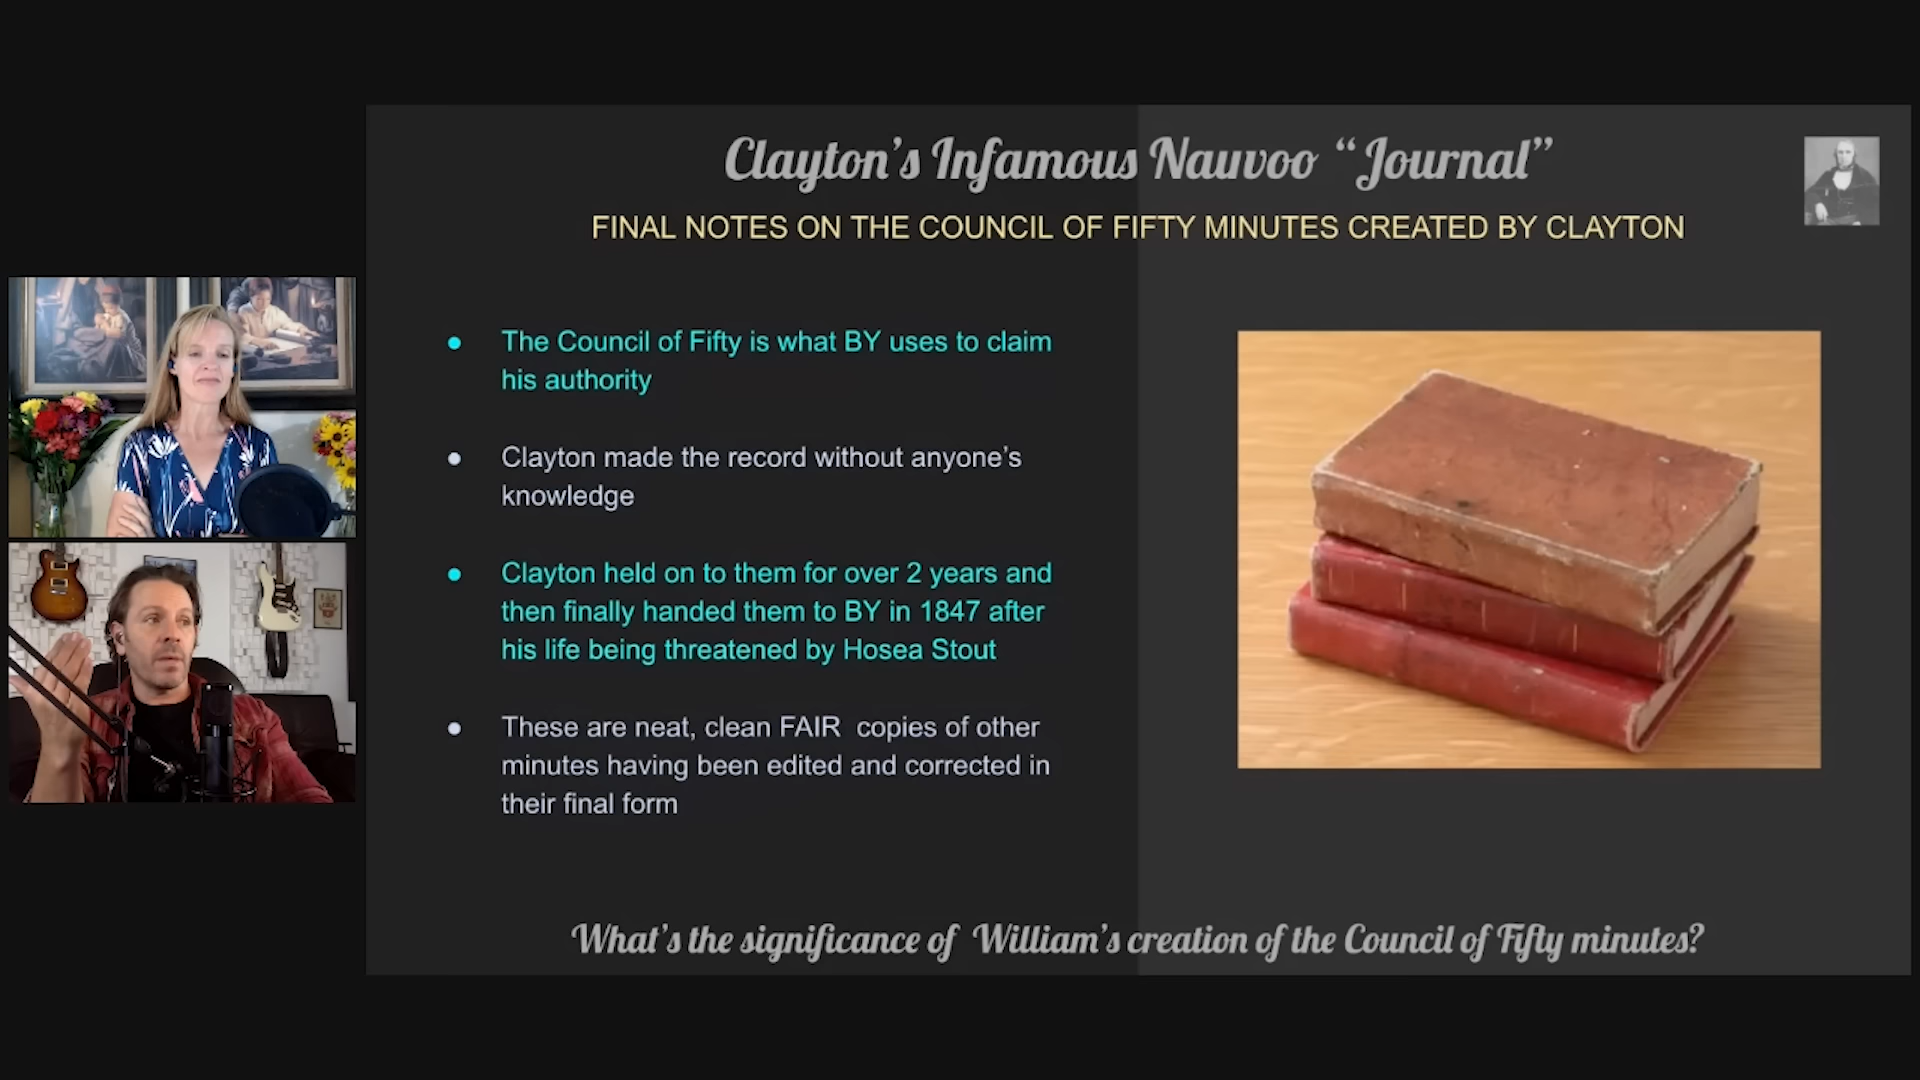 Clayton's Infamous Nauvoo “Journal”
FINAL NOTES ON THE COUNCIL OF FIFTY MINUTES CREATED BY CLAYTON
● The Council of Fifty is what BY uses to claim
his authority
● Clayton made the record without anyone’s
knowledge
● Clayton held on to them for over 2 years and
then finally handed them to BY in 1847 after
his life being threatened by Hosea Stout
● These are neat, clean FAIR  copies of other
minutes having been edited and corrected in
their final form
What’s the significance of  William’s creation of the Council of Fifty minutes?